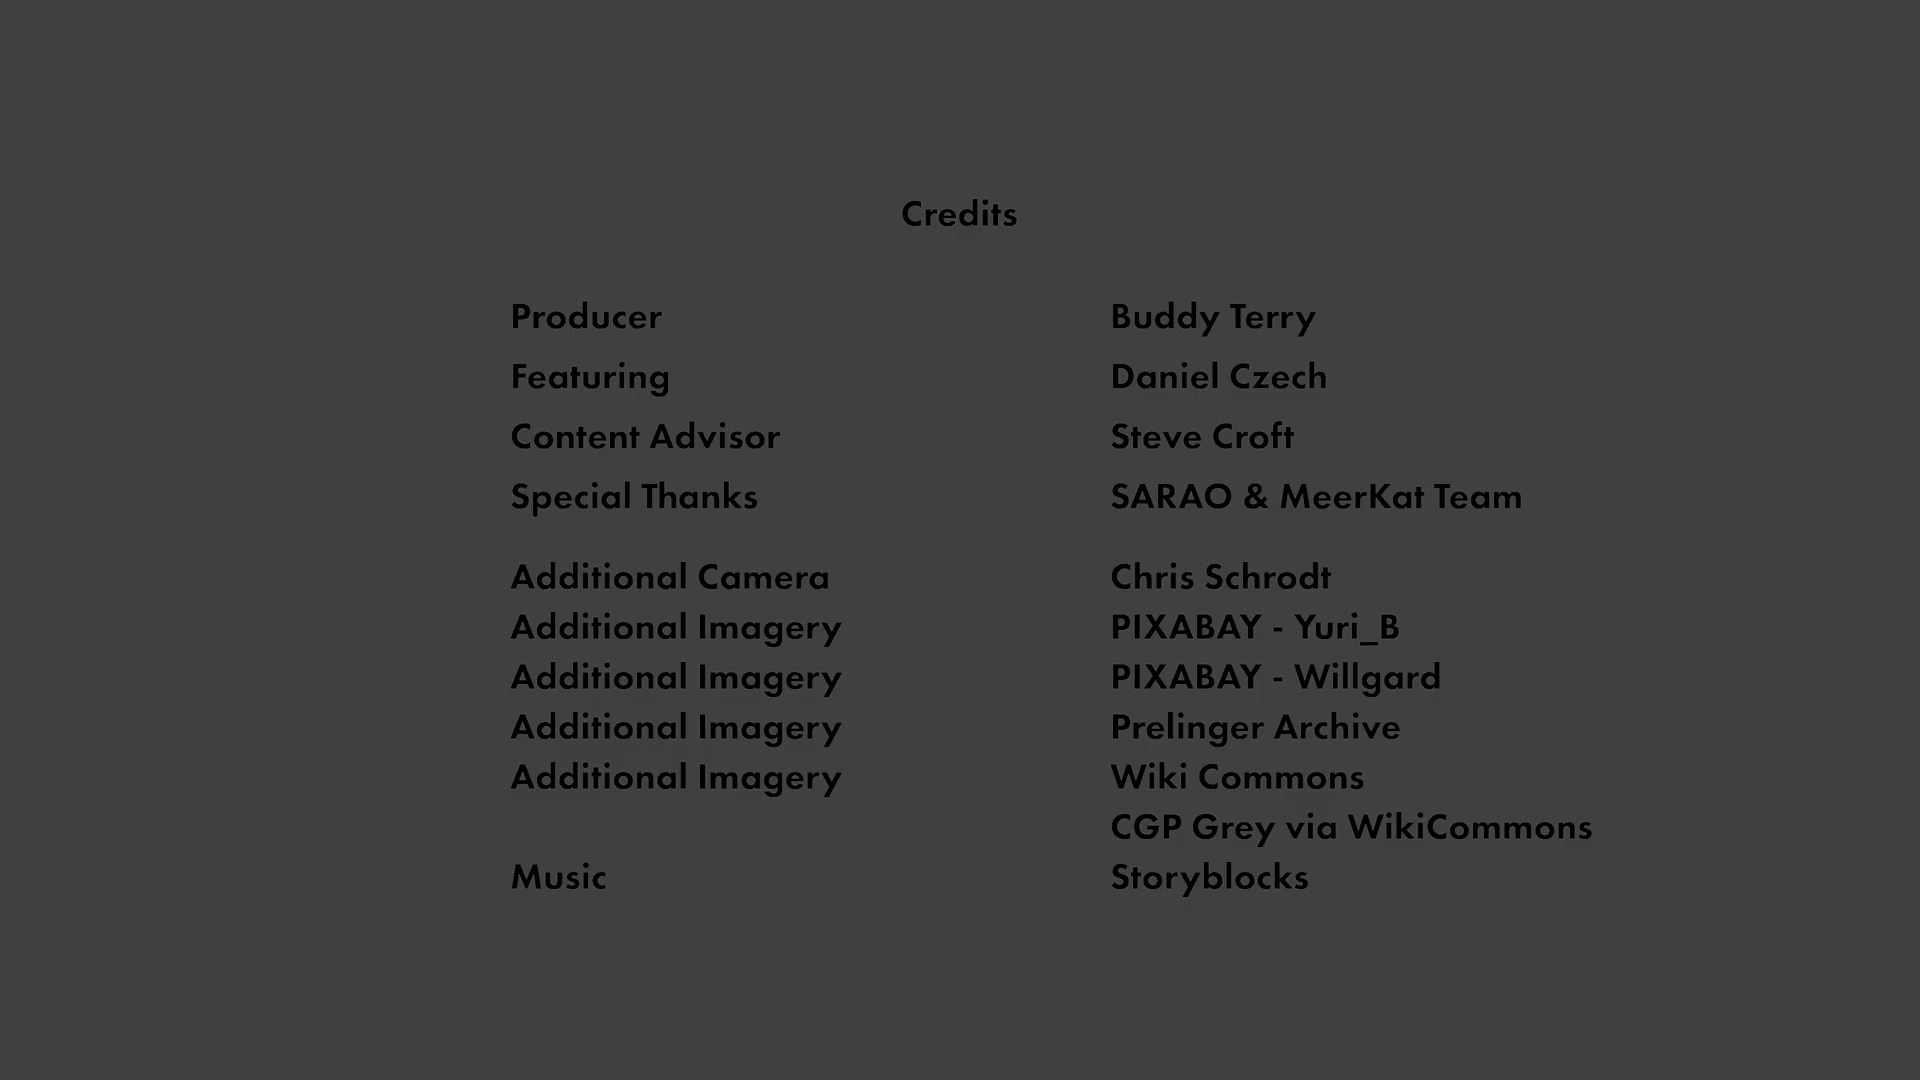 Credits
Producer Buddy Terry
Featuring Daniel Czech
Content Advisor Steve Croft
Special Thanks SARAO & MeerKat Team
Additional Camera Chris Schrodt
Additional Imagery PIXABAY - Yuri_B
Additional Imagery PIXABAY - Willgard
Additional Imagery Prelinger Archive
Additional Imagery Wiki Commons
CGP Grey via WikiCommons
Music Storyblocks